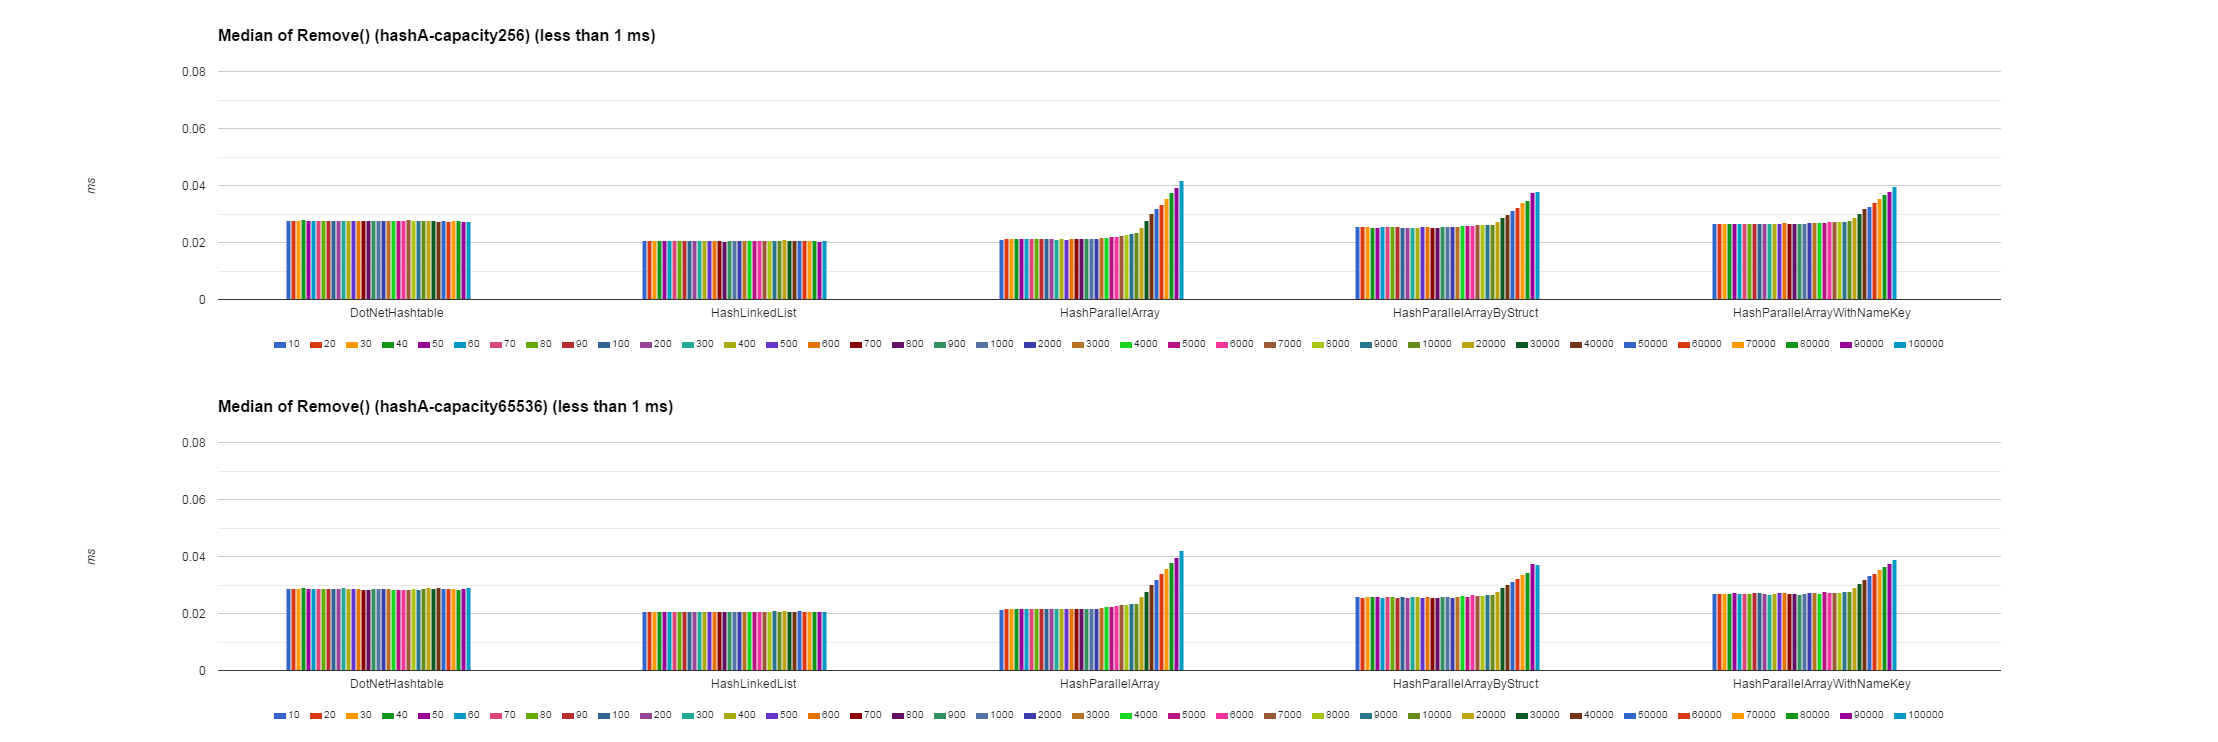 Median of Remove() (hashA-capacity256) (less than 1 ms)
0.08
0.06
ms
0.04
0.02
0
DotNetHashtable HashLinkedList HashParallelArray HashParallelArrayByStruct HashParallelArrayWithNameKey
10 20 30 40 50 60 70 80 90 100 200 300 400 500 600 700 800 900 1000 2000 3000 4000 5000 6000 7000 8000 9000 10000 20000 30000 40000 50000 60000 70000 80000 90000 100000
Median of Remove() (hashA-capacity65536) (less than 1 ms)
0.08
0.06
ms
0.04
0.02
0
DotNetHashtable HashLinkedList HashParallelArray HashParallelArrayByStruct HashParallelArrayWithNameKey
10 20 30 40 50 60 70 80 90 100 200 300 400 500 600 700 800 900 1000 2000 3000 4000 5000 6000 7000 8000 9000 10000 20000 30000 40000 50000 60000 70000 80000 90000 100000